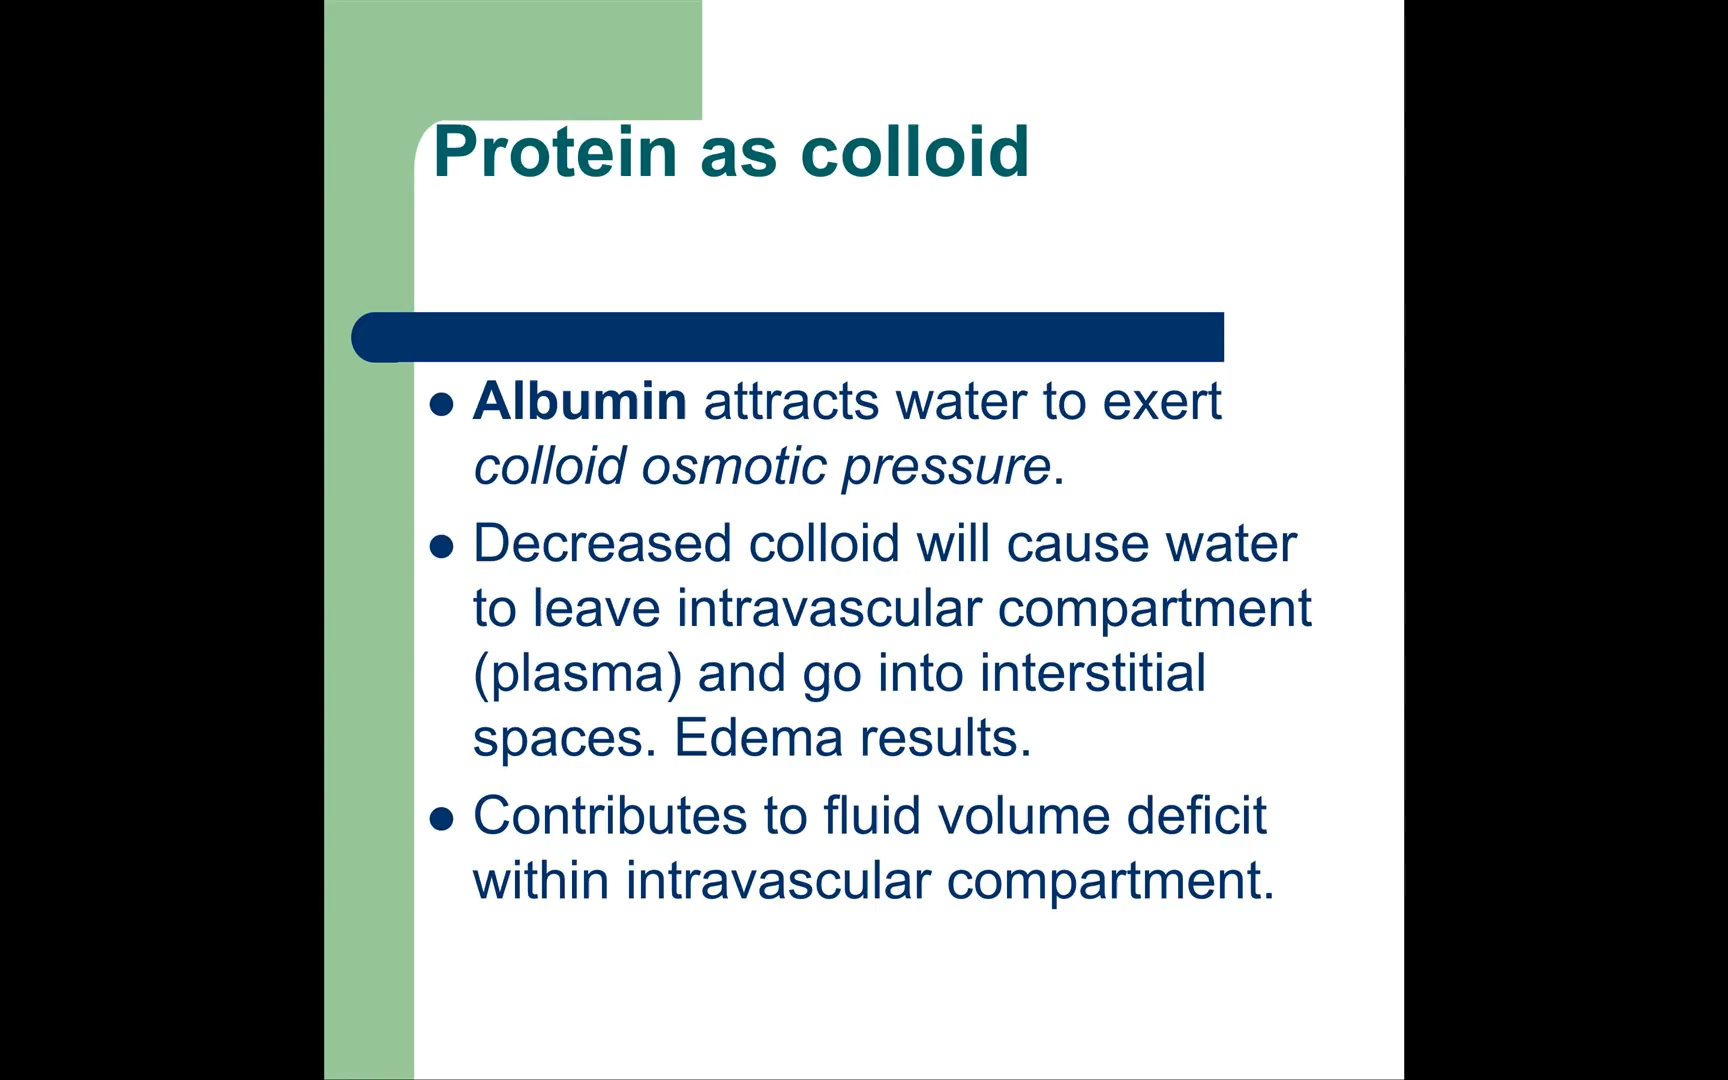 Protein as colloid
● Albumin attracts water to exert
colloid osmotic pressure.
● Decreased colloid will cause water
to leave intravascular compartment
(plasma) and go into interstitial
spaces. Edema results.
● Contributes to fluid volume deficit
within intravascular compartment.